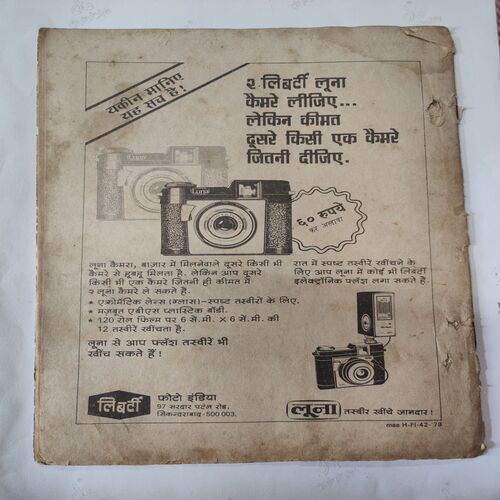 यकीन मानिए
यह सच है!
२ लिबर्टी लूना
कैमरे लीजिए...
लेकिन कीमत
दूसरे किसी एक कैमरे
जितनी दीजिए.
Luna
६० रुपये
कर अलावा
लूना कैमरा, बाज़ार में मिलनेवाले दूसरे किसी भी
कैमरे से हूबहू मिलता है. लेकिन आप दूसरे
किसी भी एक कैमरे जितनी ही कीमत में
२ लूना कैमरे ले सकते है.
* एक्रोमॅटिक लेन्स (ग्लास)-स्पष्ट तस्वीरों के लिए.
* मजबूत एबीएस प्लास्टिक बॉडी.
* 120 रोल फिल्म पर 6 सें.मी. × 6 सें.मी. की
12 तस्वीरें खींचता है.
लूना से आप फ्लॅश तस्वीरें भी
खींच सकते हैं!
रात में स्पष्ट तस्वीरें खींचने के
लिए आप लूना में कोई भी लिबर्टी
इलेक्ट्रॉनिक फ्लॅश लगा सकते हैं
लिबर्टी
फोटो इंडिया
97 सरदार पटेल रोड,
सिकन्दराबाद-500 003.
लूना तस्वीर खींचे जानदार!
maa H-PI-42-'79